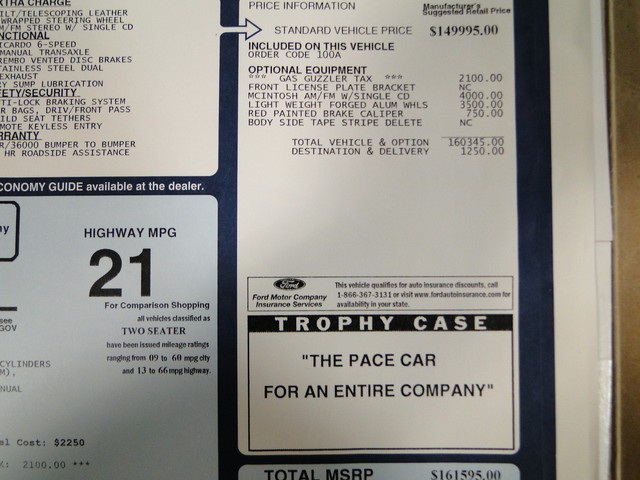 XTRA CHARGE
ILT/TELESCOPING LEATHER
WRAPPED STEERING WHEEL
M/FM STEREO W/ SINGLE CD
NCTIONAL
ICARDO 6-SPEED
MANUAL TRANSAXLE
REMBO VENTED DISC BRAKES
TAINLESS STEEL DUAL
EXHAUST
RY SUMP LUBRICATION
FETY/SECURITY
TI-LOCK BRAKING SYSTEM
R BAGS, DRIV/FRONT PASS
ILD SEAT TETHERS
MOTE KEYLESS ENTRY
RRANTY
R/36000 BUMPER TO BUMPER
HR ROADSIDE ASSISTANCE
CONOMY GUIDE available at the dealer.
HIGHWAY MPG
21
see
GOV
For Comparison Shopping
all vehicles classified as
TWO SEATER
have been issued mileage ratings
ranging from 09 to 60 mpg city
and 13 to 66 mpg highway.
CYLINDERS
M),
NUAL
el Cost: $2250
X: 2100.00 ***
PRICE INFORMATION Manufacturer's Suggested Retail Price
STANDARD VEHICLE PRICE $149995.00
INCLUDED ON THIS VEHICLE
ORDER CODE 100A
OPTIONAL EQUIPMENT
*** GAS GUZZLER TAX *** 2100.00
FRONT LICENSE PLATE BRACKET NC
MCINTOSH AM/FM W/SINGLE CD 4000.00
LIGHT WEIGHT FORGED ALUM WHLS 3500.00
RED PAINTED BRAKE CALIPER 750.00
BODY SIDE TAPE STRIPE DELETE NC
TOTAL VEHICLE & OPTION 160345.00
DESTINATION & DELIVERY 1250.00
Ford
Ford Motor Company
Insurance Services
This vehicle qualifies for auto insurance discounts, call
1-866-367-3131 or visit www.fordautoinsurance.com for
availability in your state.
TROPHY CASE
"THE PACE CAR
FOR AN ENTIRE COMPANY"
TOTAL MSRP $161595.00